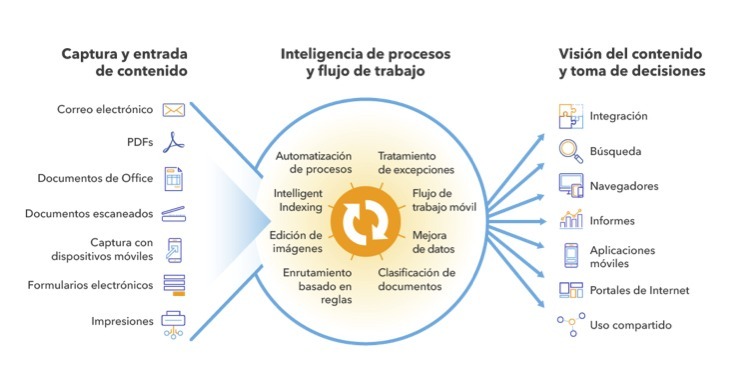 Captura y entrada
de contenido
Correo electrónico
PDFs
Documentos de Office
Documentos escaneados
Captura con
dispositivos móviles
Formularios electrónicos
Impresiones
Inteligencia de procesos
y flujo de trabajo
Automatización
de procesos
Tratamiento
de excepciones
Intelligent
Indexing
Flujo de
trabajo móvil
Edición de
imágenes
Mejora
de datos
Enrutamiento
basado en
reglas
Clasificación de
documentos
Visión del contenido
y toma de decisiones
Integración
Búsqueda
Navegadores
Informes
Aplicaciones
móviles
Portales de Internet
Uso compartido